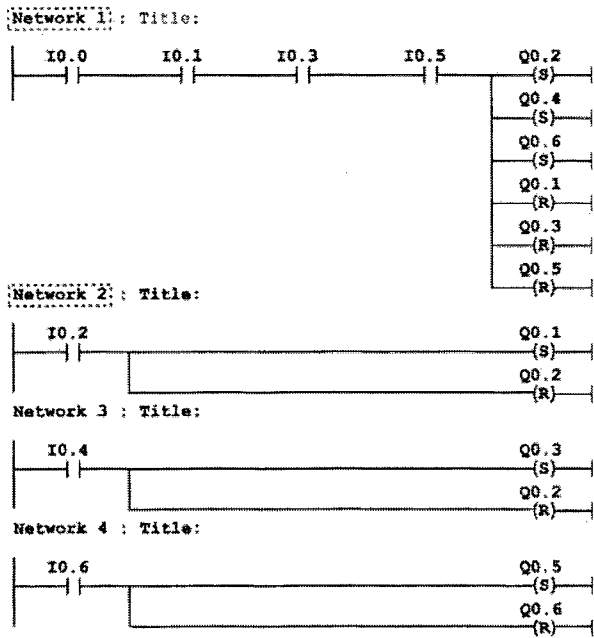 Network 1: Title:
I0.0 I0.1 I0.3 I0.5 Q0.2
(S)
Q0.4
(S)
Q0.6
(S)
Q0.1
(R)
Q0.3
(R)
Q0.5
(R)
Network 2: Title:
I0.2 Q0.1
(S)
Q0.2
(R)
Network 3 : Title:
I0.4 Q0.3
(S)
Q0.2
(R)
Network 4 : Title:
I0.6 Q0.5
(S)
Q0.6
(R)